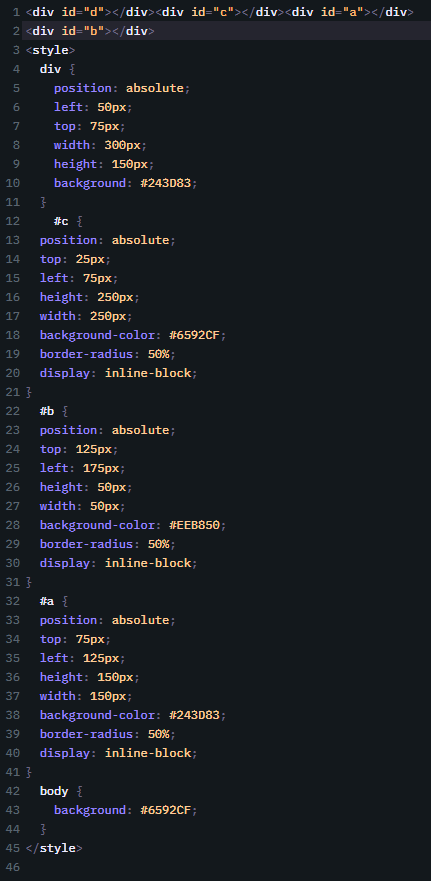 1 <div id="d"></div><div id="c"></div><div id="a"></div>
2 <div id="b"></div>
3 <style>
4 div {
5 position: absolute;
6 left: 50px;
7 top: 75px;
8 width: 300px;
9 height: 150px;
10 background: #243D83;
11 }
12 #c {
13 position: absolute;
14 top: 25px;
15 left: 75px;
16 height: 250px;
17 width: 250px;
18 background-color: #6592CF;
19 border-radius: 50%;
20 display: inline-block;
21 }
22 #b {
23 position: absolute;
24 top: 125px;
25 left: 175px;
26 height: 50px;
27 width: 50px;
28 background-color: #EEB850;
29 border-radius: 50%;
30 display: inline-block;
31 }
32 #a {
33 position: absolute;
34 top: 75px;
35 left: 125px;
36 height: 150px;
37 width: 150px;
38 background-color: #243D83;
39 border-radius: 50%;
40 display: inline-block;
41 }
42 body {
43 background: #6592CF;
44 }
45 </style>
46